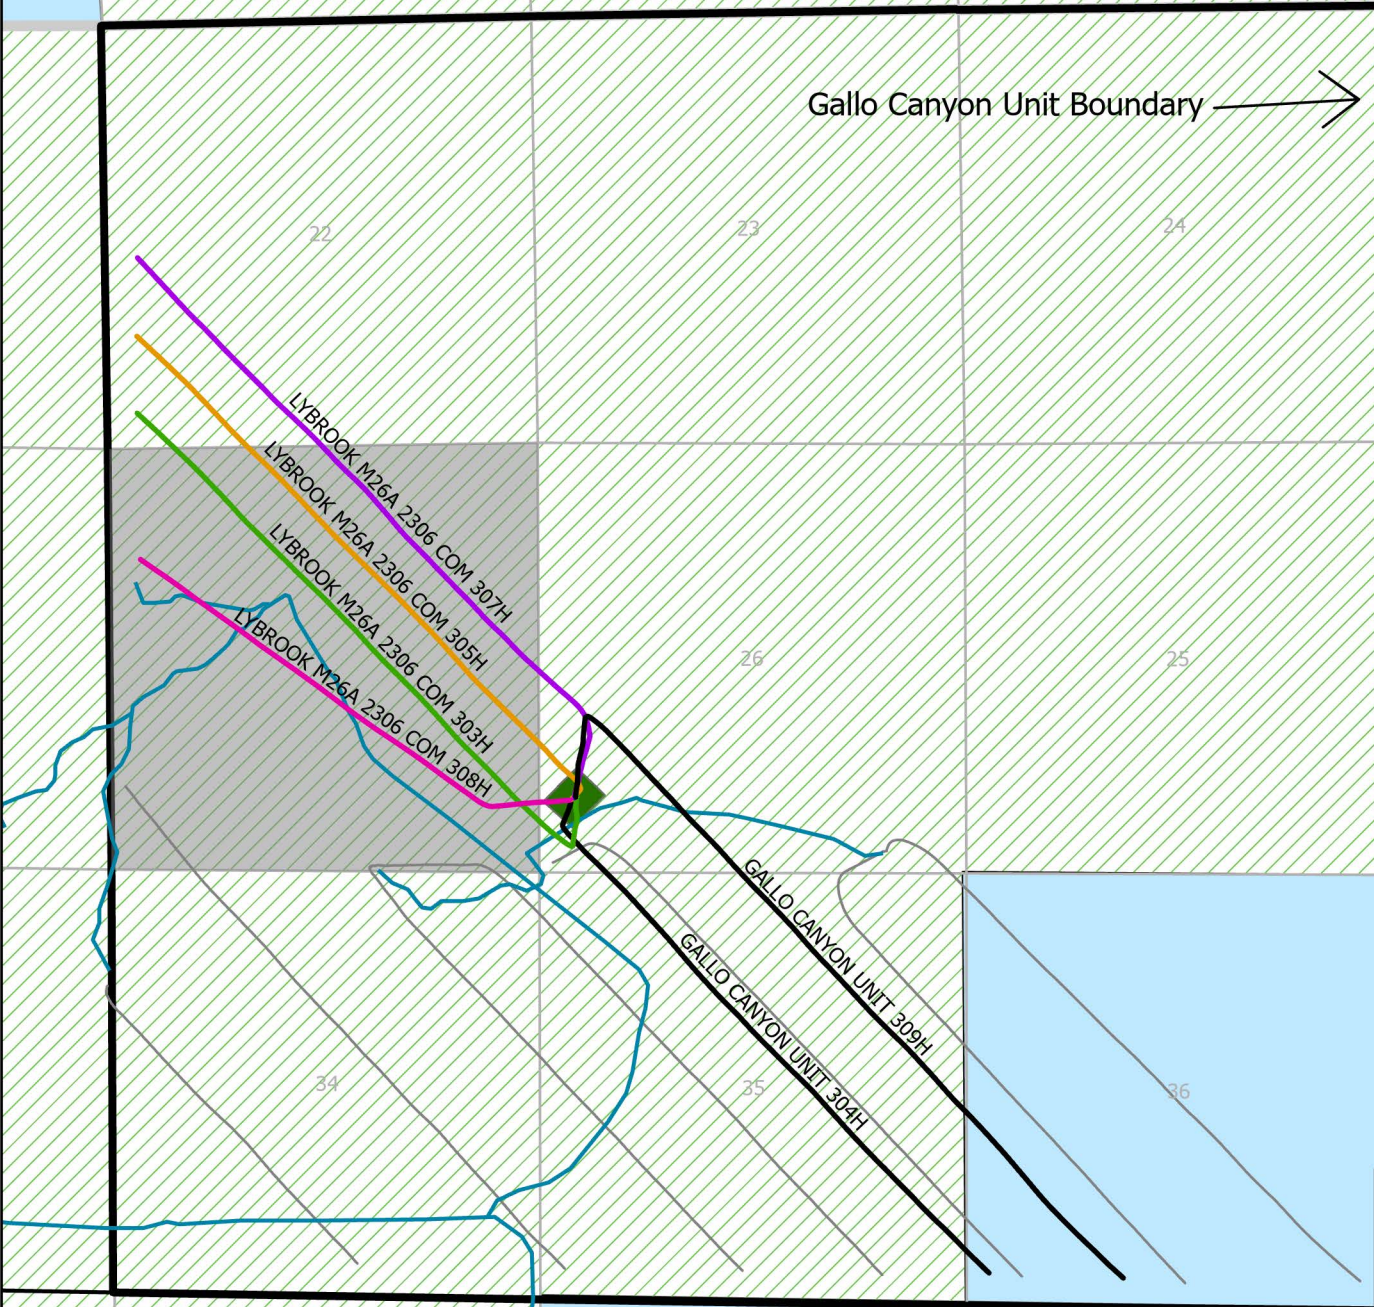 Gallo Canyon Unit Boundary
22
23
24
LYBROOK M26A 2306 COM 307H
LYBROOK M26A 2306 COM 305H
LYBROOK M26A 2306 COM 303H
LYBROOK M26A 2306 COM 308H
26
25
GALLO CANYON UNIT 309H
GALLO CANYON UNIT 304H
34
35
36